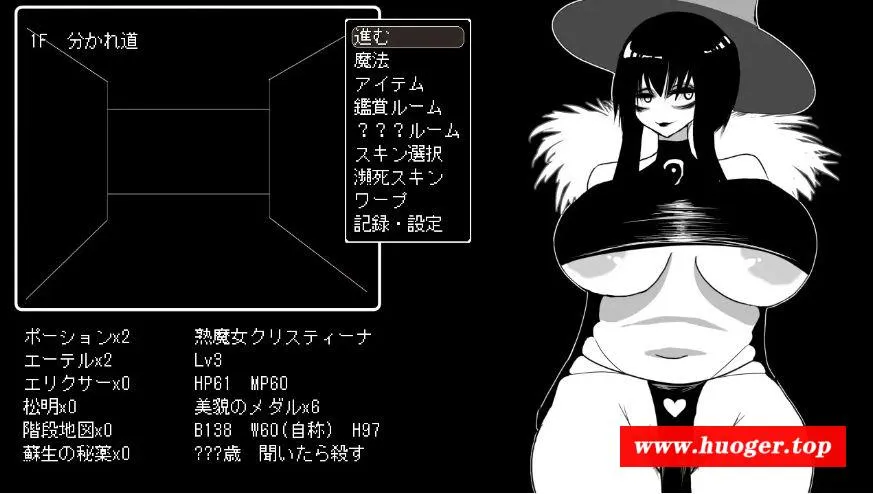 1F　分かれ道
進む
魔法
アイテム
鑑賞ルーム
？？？ルーム
スキン選択
瀕死スキン
ワープ
記録・設定
ポーションx2
エーテルx2
エリクサーx0
松明x0
階段地図x0
蘇生の秘薬x0
熟魔女クリスティーナ
Lv3
HP61　MP60
美貌のメダルx6
B138　W60(自称)　H97
???歳　聞いたら殺す
www.huoger.top